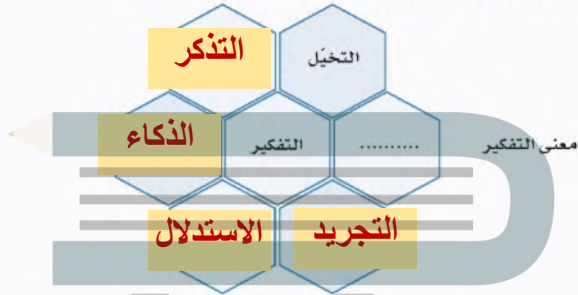 التخيّل التذكر
معنى التفكير .......... التفكير الذكاء
التجريد الاستدلال